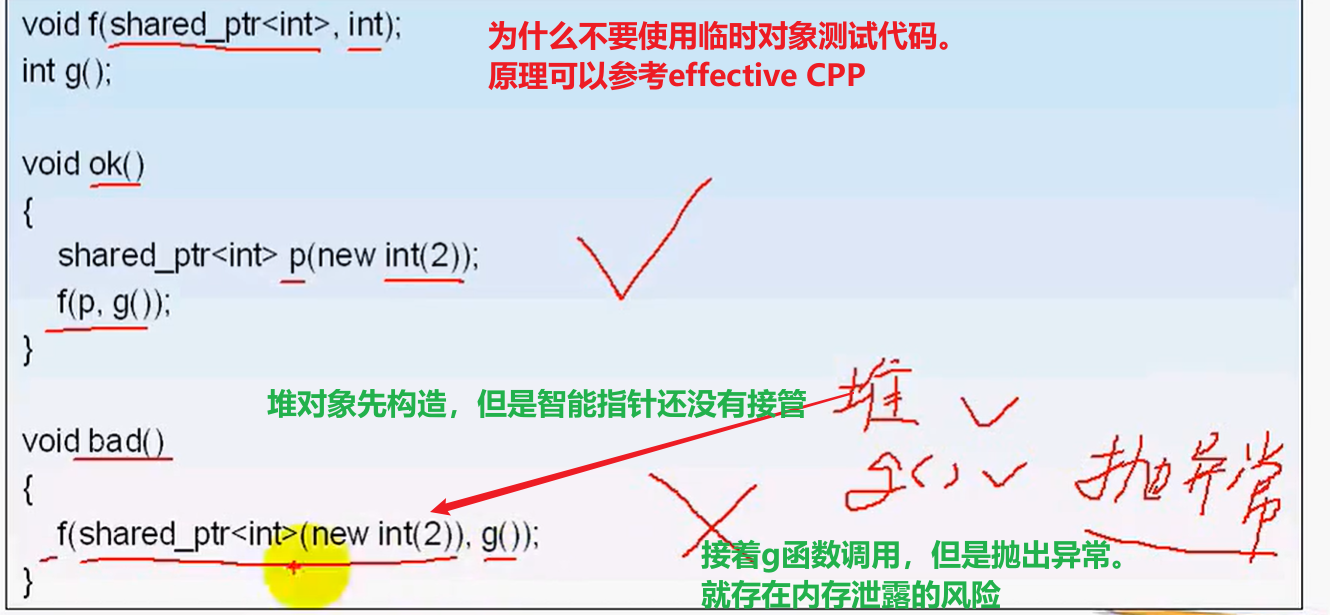 void f(shared_ptr<int>, int);
int g();
为什么不要使用临时对象测试代码。
原理可以参考effective CPP
void ok()
{
shared_ptr<int> p(new int(2));
f(p, g());
}
堆对象先构造，但是智能指针还没有接管
堆
void bad()
g()
抛异常
{
f(shared_ptr<int>(new int(2)), g());
接着g函数调用，但是抛出异常。
就存在内存泄露的风险
}